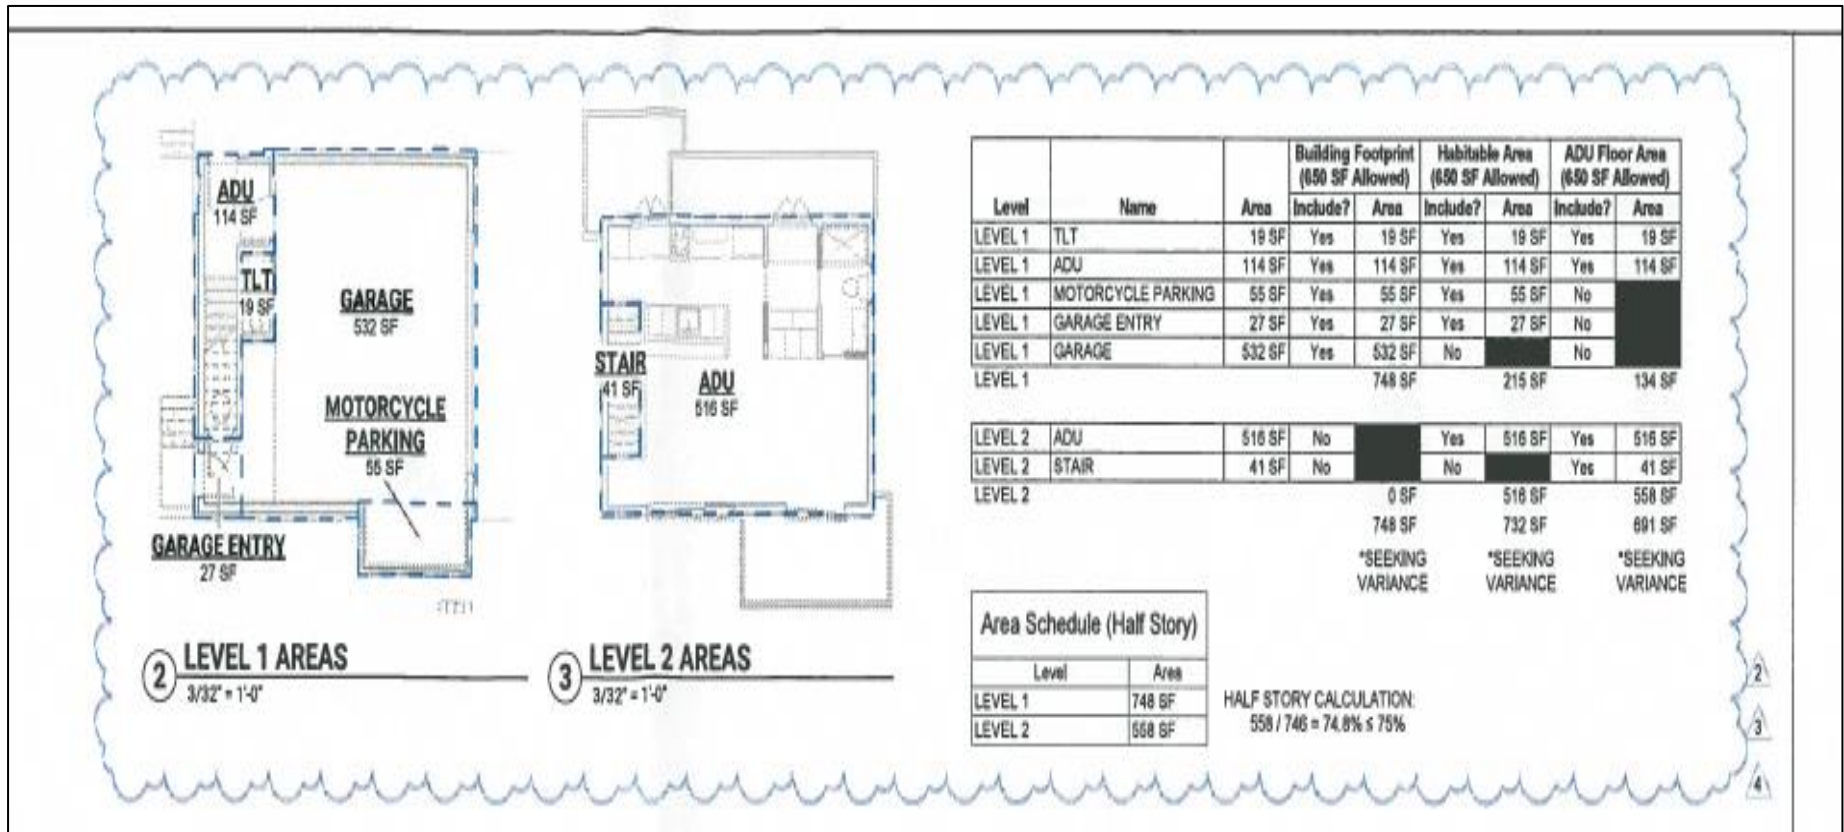 ADU
114 SF
TLT
19 SF
GARAGE
532 SF
MOTORCYCLE
PARKING
55 SF
GARAGE ENTRY
27 SF
2 LEVEL 1 AREAS
3/32" = 1'-0"
STAIR
41 SF
ADU
516 SF
3 LEVEL 2 AREAS
3/32" = 1'-0"
Building Footprint Habitable Area ADU Floor Area
(650 SF Allowed) (650 SF Allowed) (650 SF Allowed)
Level Name Area Include? Area Include? Area Include? Area
LEVEL 1 TLT 19 SF Yes 19 SF Yes 19 SF Yes 19 SF
LEVEL 1 ADU 114 SF Yes 114 SF Yes 114 SF Yes 114 SF
LEVEL 1 MOTORCYCLE PARKING 55 SF Yes 55 SF Yes 55 SF No
LEVEL 1 GARAGE ENTRY 27 SF Yes 27 SF Yes 27 SF No
LEVEL 1 GARAGE 532 SF Yes 532 SF No No
LEVEL 1 748 SF 215 SF 134 SF
LEVEL 2 ADU 516 SF No Yes 516 SF Yes 516 SF
LEVEL 2 STAIR 41 SF No No Yes 41 SF
LEVEL 2 0 SF 516 SF 558 SF
748 SF 732 SF 691 SF
*SEEKING *SEEKING *SEEKING
VARIANCE VARIANCE VARIANCE
Area Schedule (Half Story)
Level Area
LEVEL 1 748 SF
LEVEL 2 558 SF
HALF STORY CALCULATION:
558 / 746 = 74.8% ≤ 75%
2
3
4